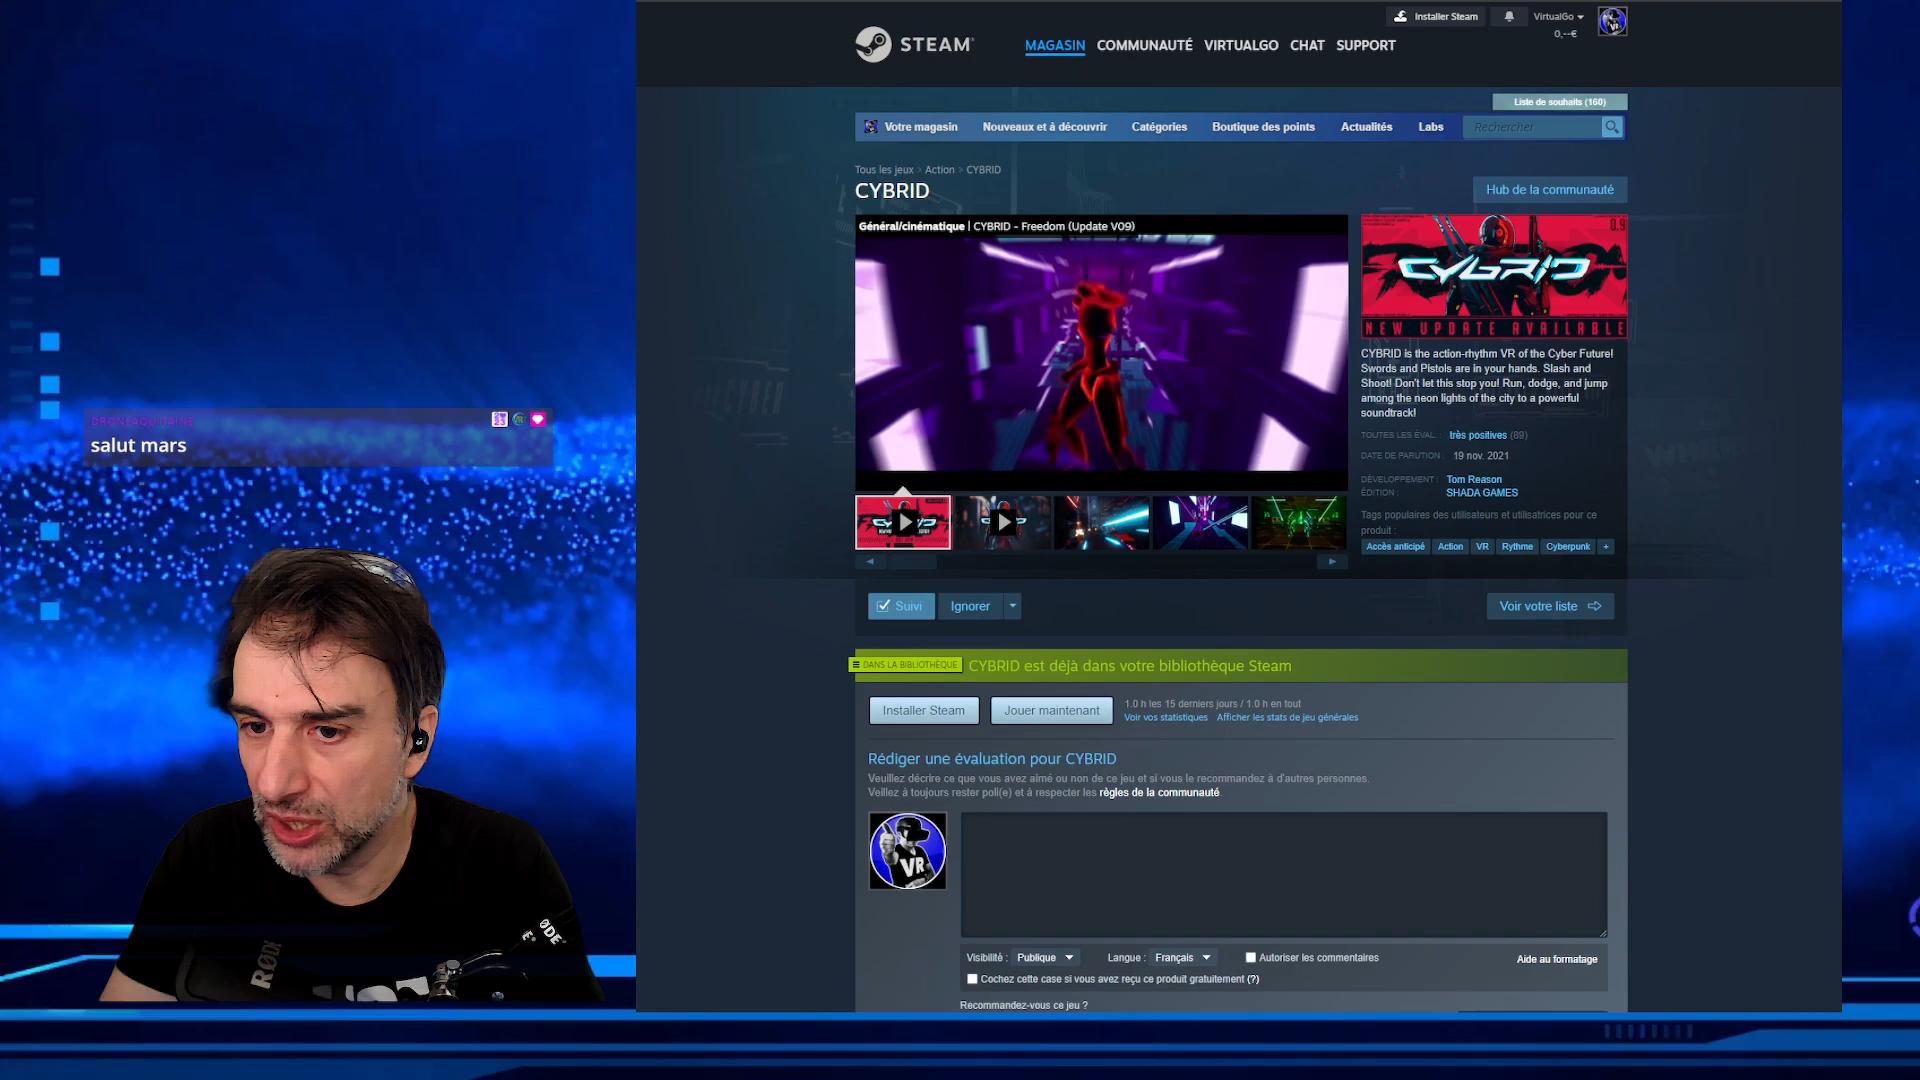 Installer Steam
VirtualGo
0,--€
STEAM
MAGASIN COMMUNAUTÉ VIRTUALGO CHAT SUPPORT
Liste de souhaits (160)
Votre magasin Nouveaux et à découvrir Catégories Boutique des points Actualités Labs Rechercher
Tous les jeux > Action > CYBRID
CYBRID
Hub de la communauté
Général/cinématique | CYBRID - Freedom (Update V09)
0.9
CYBRID
NEW UPDATE AVAILABLE
CYBRID is the action-rhythm VR of the Cyber Future!
Swords and Pistols are in your hands. Slash and
Shoot! Don't let this stop you! Run, dodge, and jump
among the neon lights of the city to a powerful
soundtrack!
TOUTES LES ÉVAL. : très positives (89)
DATE DE PARUTION : 19 nov. 2021
DÉVELOPPEMENT : Tom Reason
ÉDITION : SHADA GAMES
Tags populaires des utilisateurs et utilisatrices pour ce
produit :
Accès anticipé Action VR Rythme Cyberpunk +
DRONEAQUITAINE
salut mars
Suivi Ignorer
Voir votre liste
DANS LA BIBLIOTHÈQUE CYBRID est déjà dans votre bibliothèque Steam
Installer Steam Jouer maintenant
1.0 h les 15 derniers jours / 1.0 h en tout
Voir vos statistiques Afficher les stats de jeu générales
Rédiger une évaluation pour CYBRID
Veuillez décrire ce que vous avez aimé ou non de ce jeu et si vous le recommandez à d'autres personnes.
Veillez à toujours rester poli(e) et à respecter les règles de la communauté.
VR
Visibilité : Publique Langue : Français Autoriser les commentaires Aide au formatage
Cochez cette case si vous avez reçu ce produit gratuitement (?)
Recommandez-vous ce jeu ?
RØDE